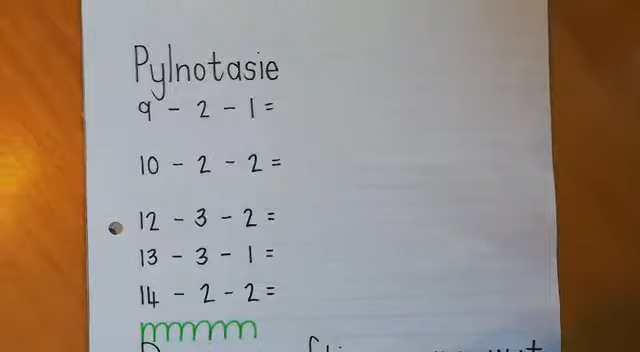 Pylnotasie
9 - 2 - 1 =
10 - 2 - 2 =
12 - 3 - 2 =
13 - 3 - 1 =
14 - 2 - 2 =